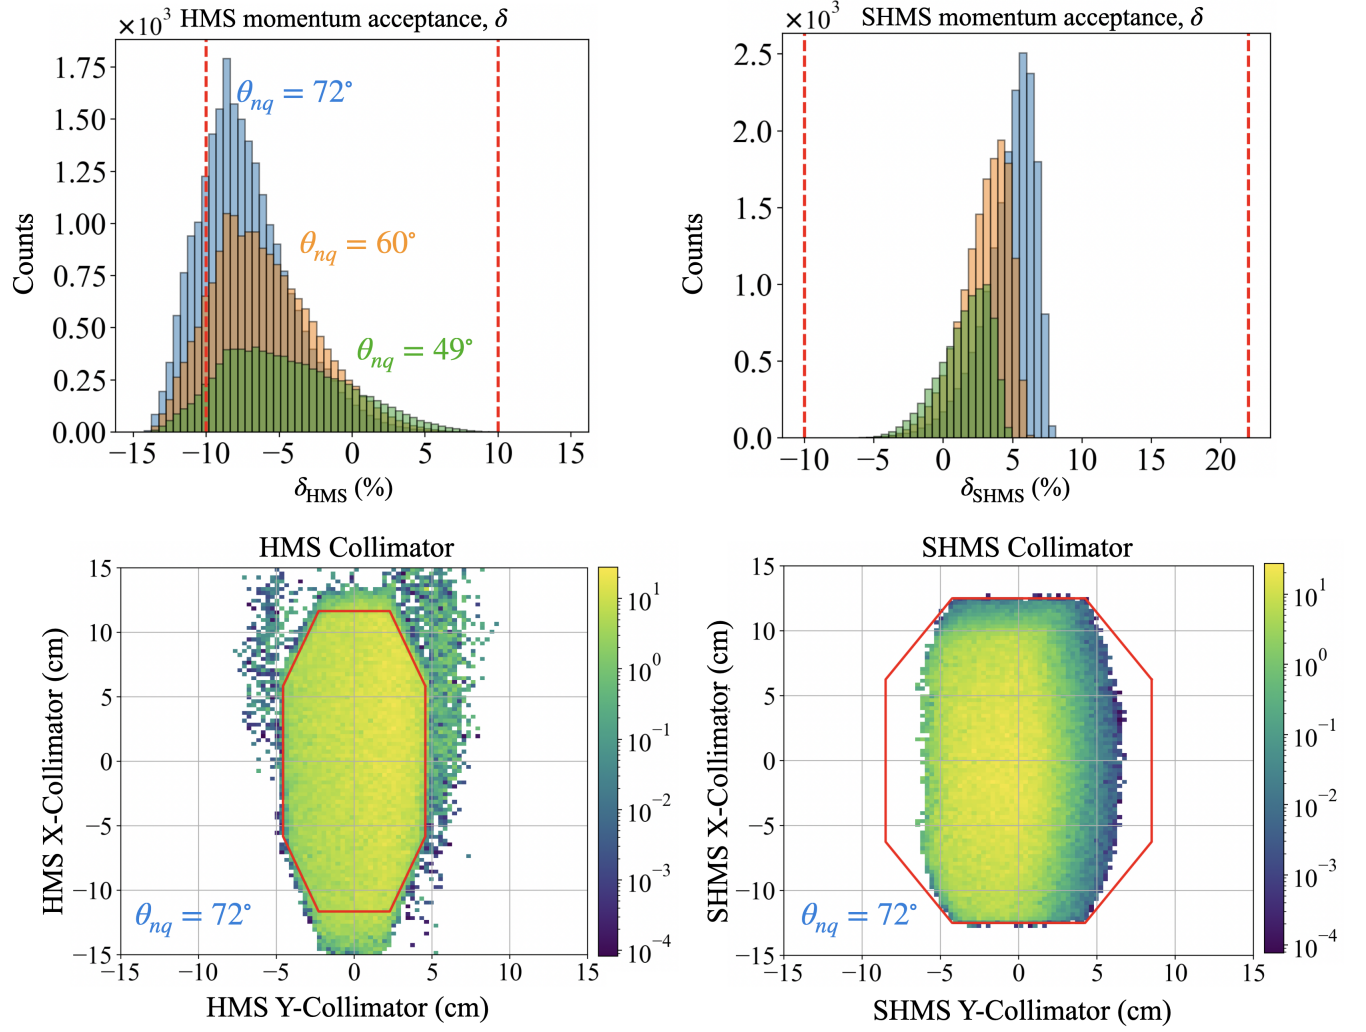 ×10³ HMS momentum acceptance, δ
1.75
1.50
1.25
1.00
0.75
0.50
0.25
0.00
Counts
θnq = 72°
θnq = 60°
θnq = 49°
−15 −10 −5 0 5 10 15
δHMS (%)
×10³ SHMS momentum acceptance, δ
2.5
2.0
1.5
1.0
0.5
0.0
Counts
−10 −5 0 5 10 15 20
δSHMS (%)
HMS Collimator
15
10
5
0
−5
−10
−15
HMS X-Collimator (cm)
θnq = 72°
−15 −10 −5 0 5 10 15
HMS Y-Collimator (cm)
10¹
10⁰
10⁻¹
10⁻²
10⁻³
10⁻⁴
SHMS Collimator
15
10
5
0
−5
−10
−15
SHMS X-Collimator (cm)
θnq = 72°
−15 −10 −5 0 5 10 15
SHMS Y-Collimator (cm)
10¹
10⁰
10⁻¹
10⁻²
10⁻³
10⁻⁴